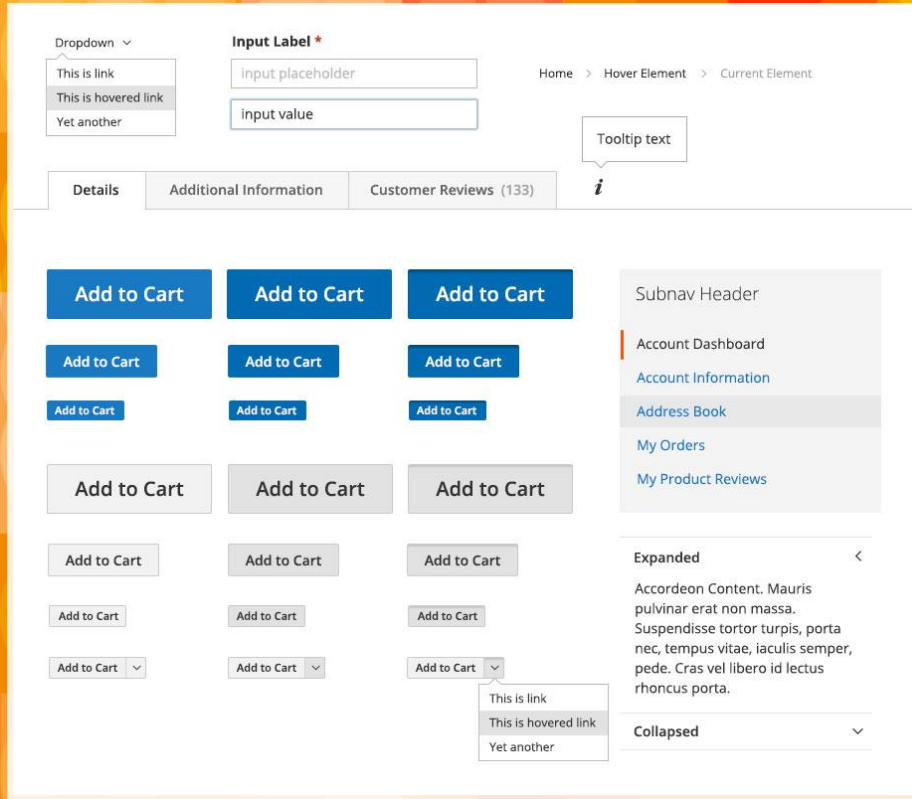 Dropdown
This is link
This is hovered link
Yet another
Input Label *
input placeholder
input value
Home > Hover Element > Current Element
Tooltip text
i
Details
Additional Information
Customer Reviews (133)
Add to Cart Add to Cart Add to Cart
Add to Cart Add to Cart Add to Cart
Add to Cart Add to Cart Add to Cart
Add to Cart Add to Cart Add to Cart
Add to Cart Add to Cart Add to Cart
Add to Cart Add to Cart Add to Cart
Add to Cart Add to Cart Add to Cart
This is link
This is hovered link
Yet another
Subnav Header
Account Dashboard
Account Information
Address Book
My Orders
My Product Reviews
Expanded
Accordeon Content. Mauris
pulvinar erat non massa.
Suspendisse tortor turpis, porta
nec, tempus vitae, iaculis semper,
pede. Cras vel libero id lectus
rhoncus porta.
Collapsed